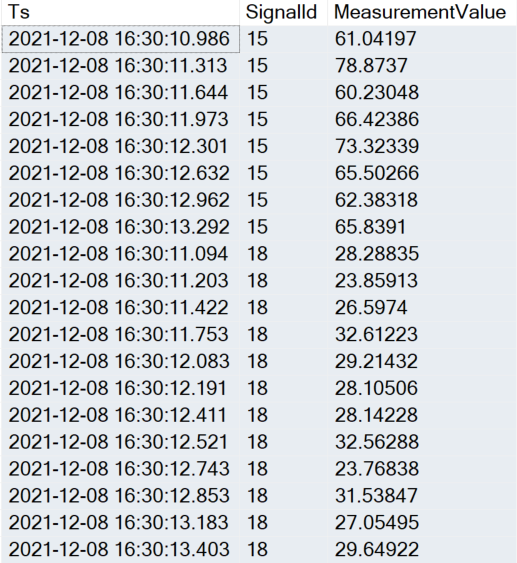 Ts SignalId MeasurementValue
2021-12-08 16:30:10.986 15 61.04197
2021-12-08 16:30:11.313 15 78.8737
2021-12-08 16:30:11.644 15 60.23048
2021-12-08 16:30:11.973 15 66.42386
2021-12-08 16:30:12.301 15 73.32339
2021-12-08 16:30:12.632 15 65.50266
2021-12-08 16:30:12.962 15 62.38318
2021-12-08 16:30:13.292 15 65.8391
2021-12-08 16:30:11.094 18 28.28835
2021-12-08 16:30:11.203 18 23.85913
2021-12-08 16:30:11.422 18 26.5974
2021-12-08 16:30:11.753 18 32.61223
2021-12-08 16:30:12.083 18 29.21432
2021-12-08 16:30:12.191 18 28.10506
2021-12-08 16:30:12.411 18 28.14228
2021-12-08 16:30:12.521 18 32.56288
2021-12-08 16:30:12.743 18 23.76838
2021-12-08 16:30:12.853 18 31.53847
2021-12-08 16:30:13.183 18 27.05495
2021-12-08 16:30:13.403 18 29.64922